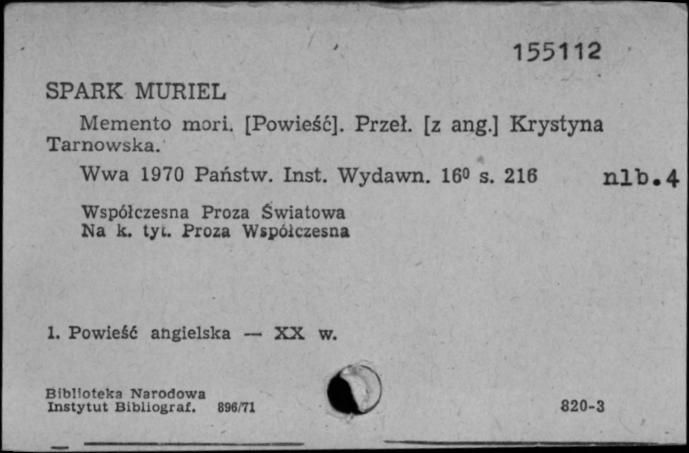 155112
SPARK MURIEL
Memento mori. [Powieść]. Przeł. [z ang.] Krystyna
Tarnowska.
Wwa 1970 Państw. Inst. Wydawn. 16⁰ s. 216 nlb.4
Współczesna Proza Światowa
Na k. tyt. Proza Współczesna
1. Powieść angielska — XX w.
Biblioteka Narodowa
Instytut Bibliograf. 896/71
820-3